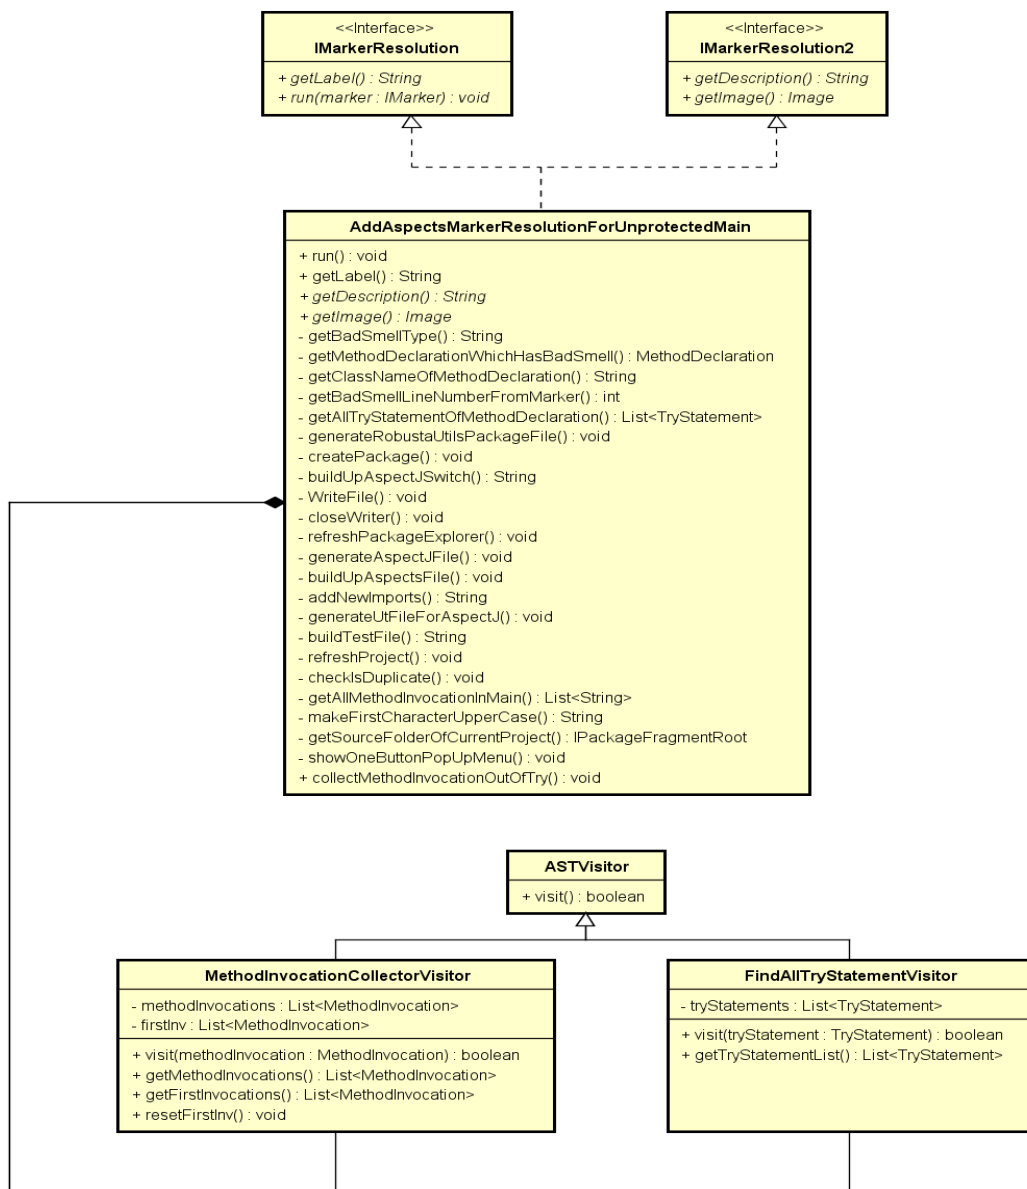 <<Interface>>
IMarkerResolution
+ getLabel() : String
+ run(marker : IMarker) : void
<<Interface>>
IMarkerResolution2
+ getDescription() : String
+ getImage() : Image
AddAspectsMarkerResolutionForUnprotectedMain
+ run() : void
+ getLabel() : String
+ getDescription() : String
+ getImage() : Image
- getBadSmellType() : String
- getMethodDeclarationWhichHasBadSmell() : MethodDeclaration
- getClassNameOfMethodDeclaration() : String
- getBadSmellLineNumberFromMarker() : int
- getAllTryStatementOfMethodDeclaration() : List<TryStatement>
- generateRobustaUtilsPackageFile() : void
- createPackage() : void
- buildUpAspectJSwitch() : String
- WriteFile() : void
- closeWriter() : void
- refreshPackageExplorer() : void
- generateAspectJFile() : void
- buildUpAspectsFile() : void
- addNewImports() : String
- generateUtFileForAspectJ() : void
- buildTestFile() : String
- refreshProject() : void
- checkIsDuplicate() : void
- getAllMethodInvocationInMain() : List<String>
- makeFirstCharacterUpperCase() : String
- getSourceFolderOfCurrentProject() : IPackageFragmentRoot
- showOneButtonPopUpMenu() : void
+ collectMethodInvocationOutOfTry() : void
ASTVisitor
+ visit() : boolean
MethodInvocationCollectorVisitor
- methodInvocations : List<MethodInvocation>
- firstInv : List<MethodInvocation>
+ visit(methodInvocation : MethodInvocation) : boolean
+ getMethodInvocations() : List<MethodInvocation>
+ getFirstInvocations() : List<MethodInvocation>
+ resetFirstInv() : void
FindAllTryStatementVisitor
- tryStatements : List<TryStatement>
+ visit(tryStatement : TryStatement) : boolean
+ getTryStatementList() : List<TryStatement>